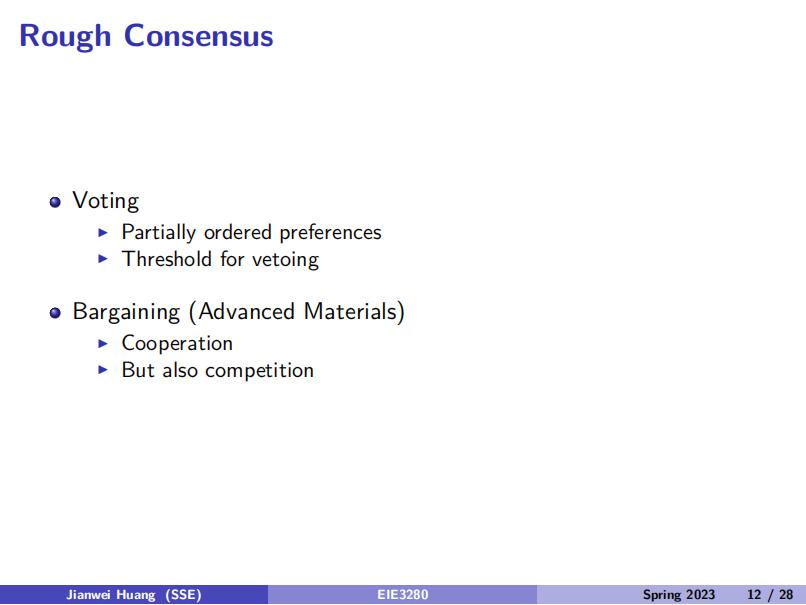 Rough Consensus
Voting
Partially ordered preferences
Threshold for vetoing
Bargaining (Advanced Materials)
Cooperation
But also competition
Jianwei Huang (SSE) EIE3280 Spring 2023 12 / 28